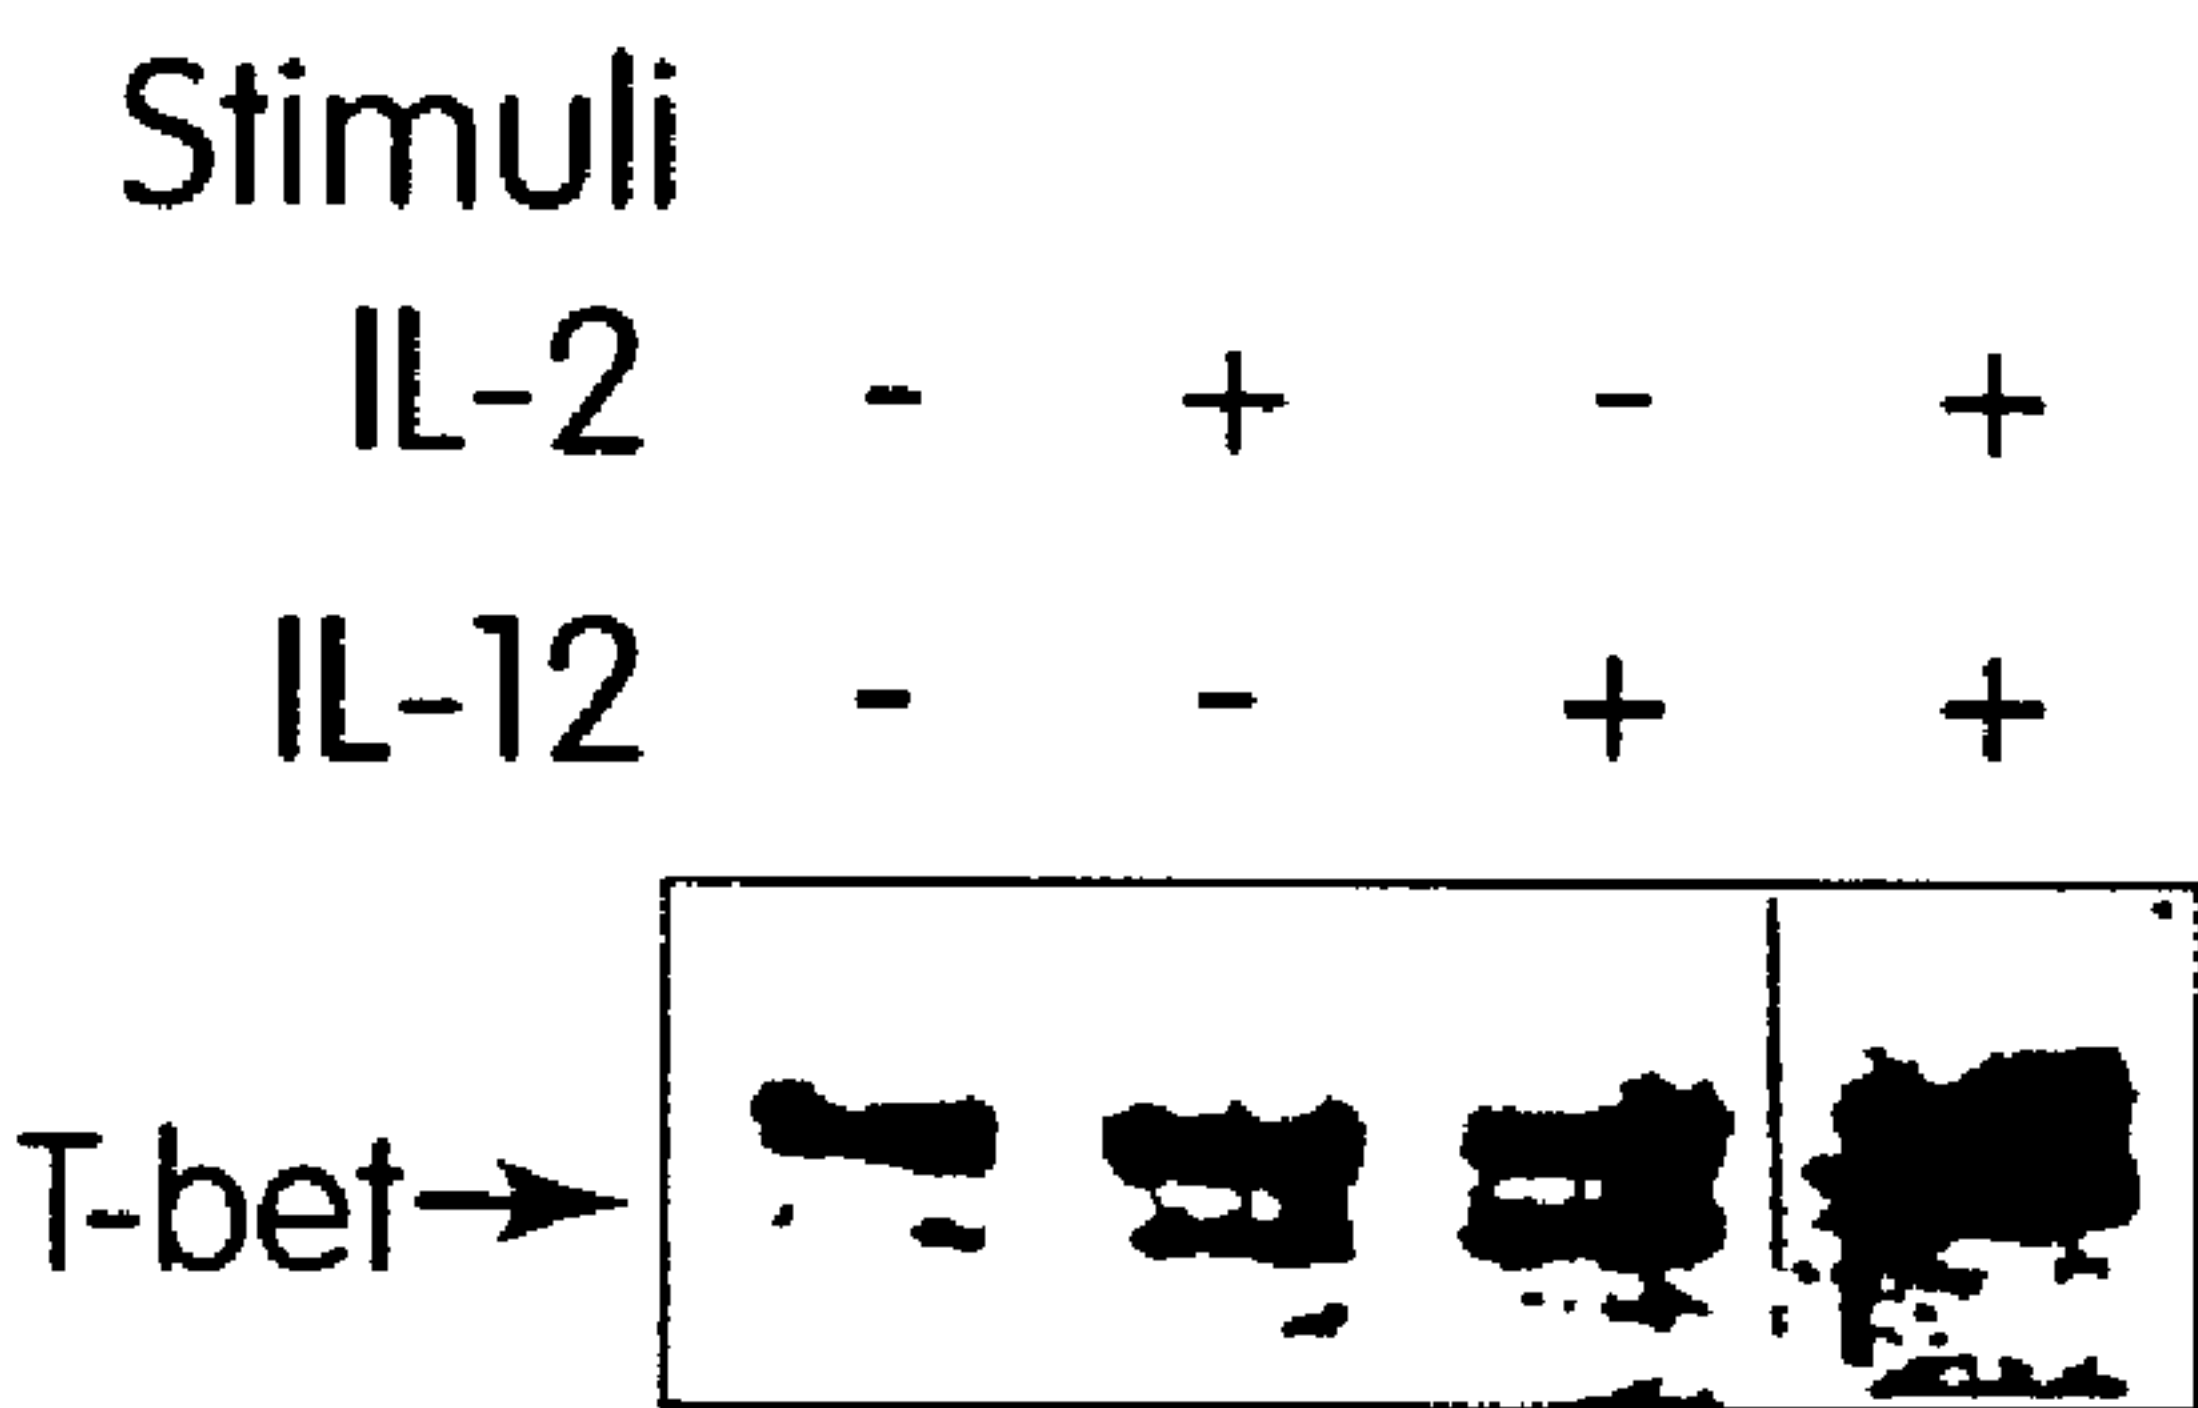 Stimuli
IL-2 - + - +
IL-12 - - + +
T-bet